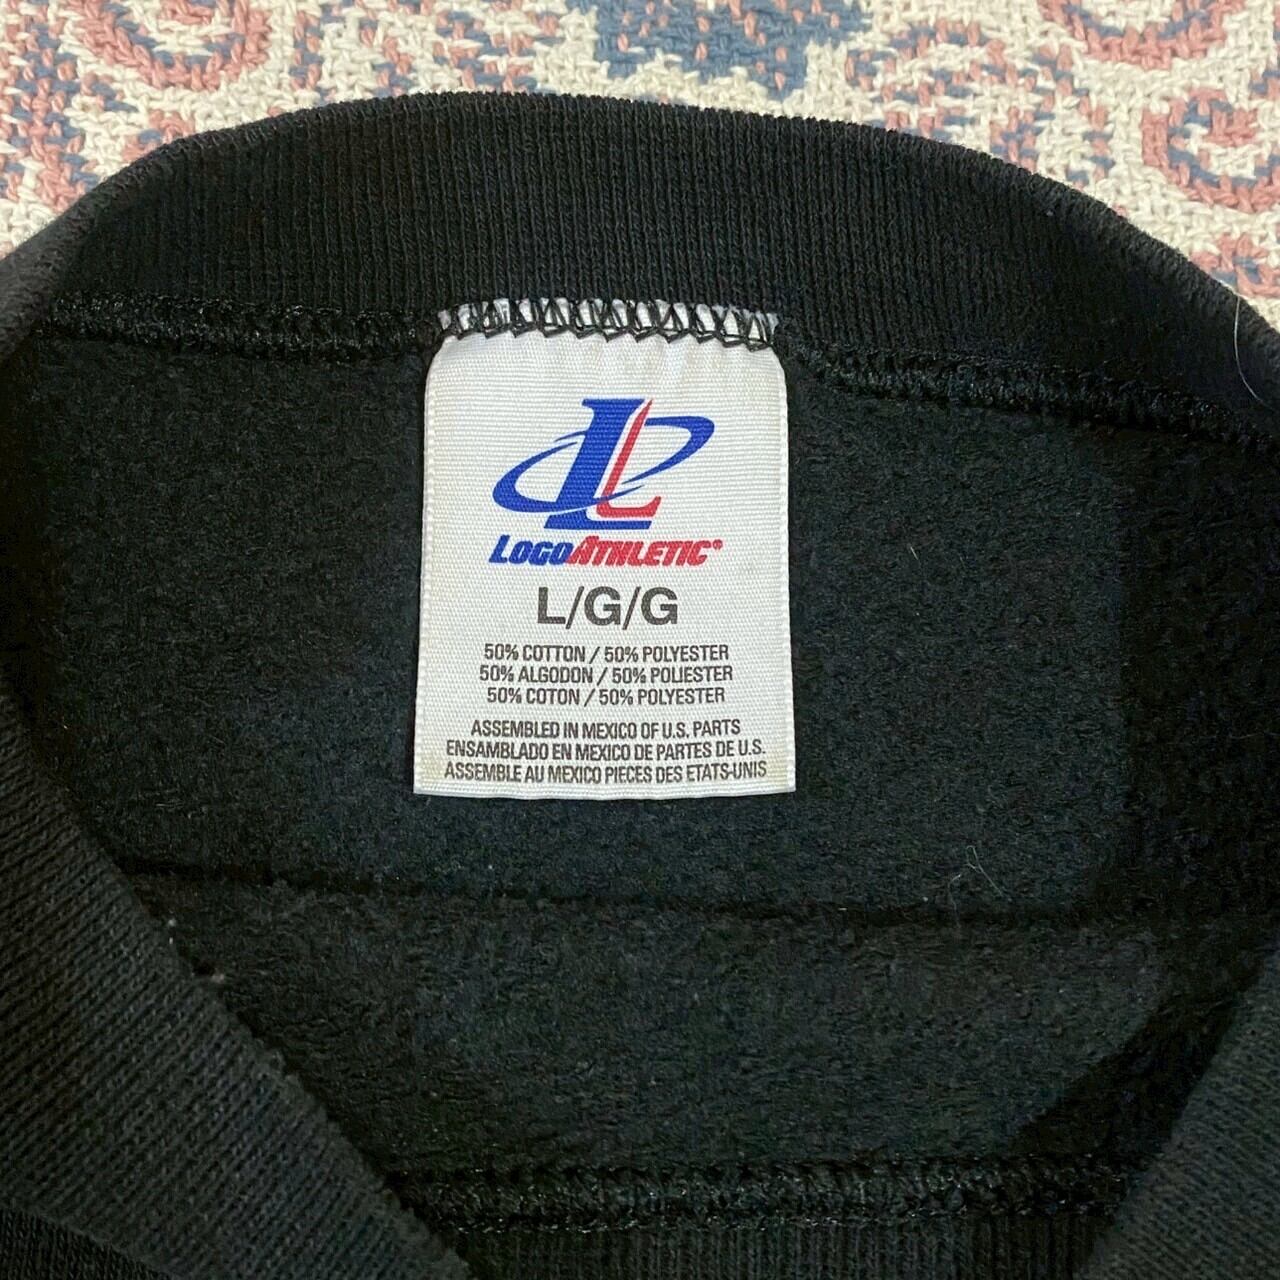 LL
LOGOATHLETIC®
L/G/G
50% COTTON / 50% POLYESTER
50% ALGODON / 50% POLIESTER
50% COTON / 50% POLYESTER
ASSEMBLED IN MEXICO OF U.S. PARTS
ENSAMBLADO EN MEXICO DE PARTES DE U.S.
ASSEMBLE AU MEXICO PIECES DES ETATS-UNIS